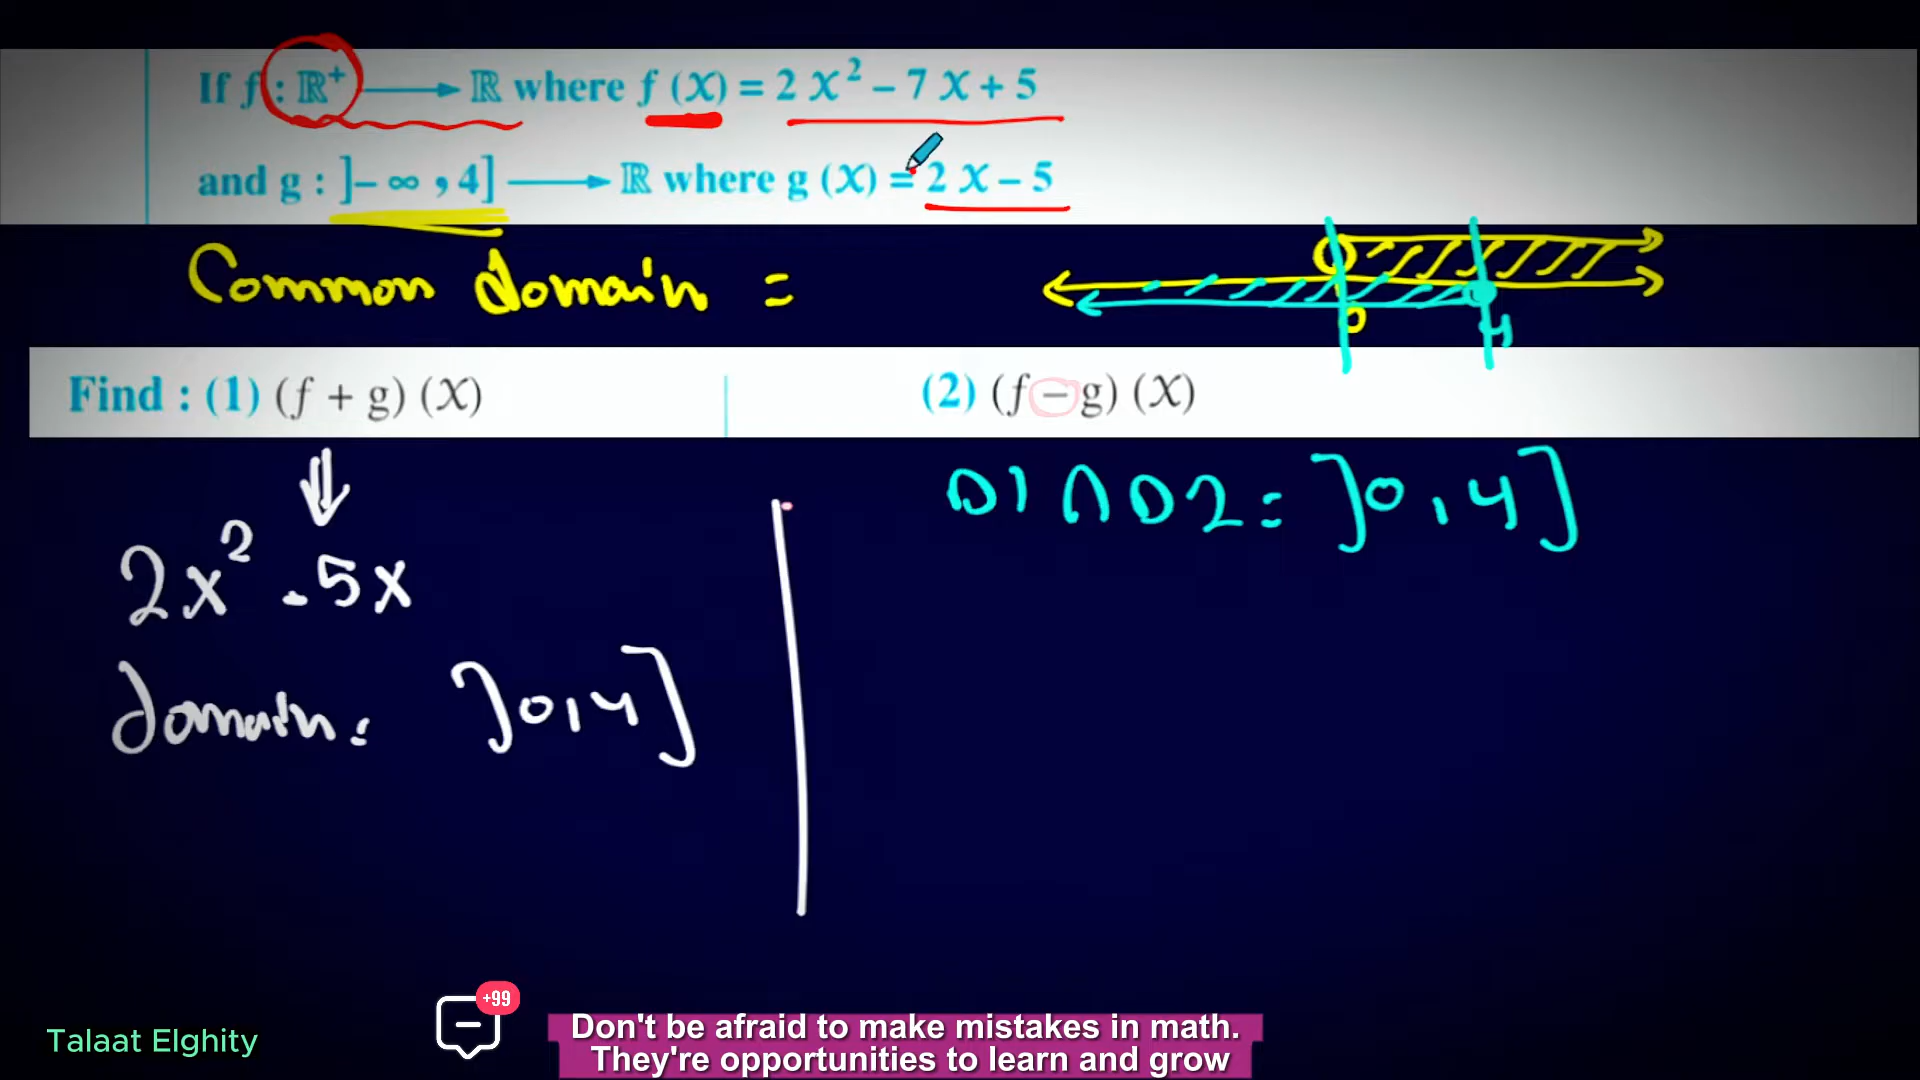 If f : ℝ⁺ ⟶ ℝ where f (X) = 2 X² – 7 X + 5
and g : ]– ∞ , 4] ⟶ ℝ where g (X) = 2 X – 5
Common domain =
0
4
Find : (1) (f + g) (X)
(2) (f – g) (X)
D1 ∩ D2 = ]0, 4]
2x² - 5x
domain = ]0, 4]
+99
Talaat Elghity
Don't be afraid to make mistakes in math.
They're opportunities to learn and grow